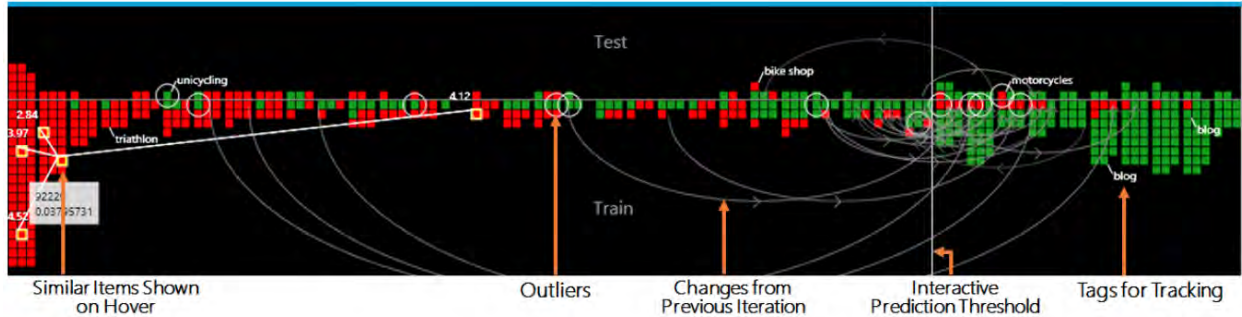 Test
unicycling
bike shop
motorcycles
4.12
2.84
3.97
triathlon
blog
blog
0.03795731
4.52
Train
Similar Items Shown
on Hover
Outliers
Changes from
Previous Iteration
Interactive
Prediction Threshold
Tags for Tracking